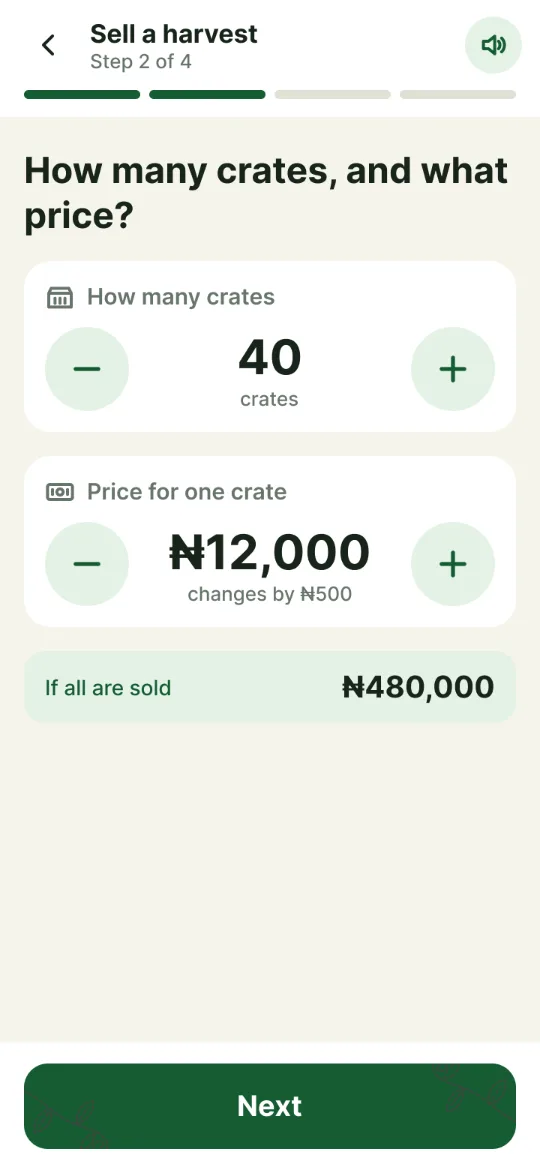 Sell a harvest
Step 2 of 4
How many crates, and what
price?
How many crates
40
crates
Price for one crate
₦12,000
changes by ₦500
If all are sold
₦480,000
Next